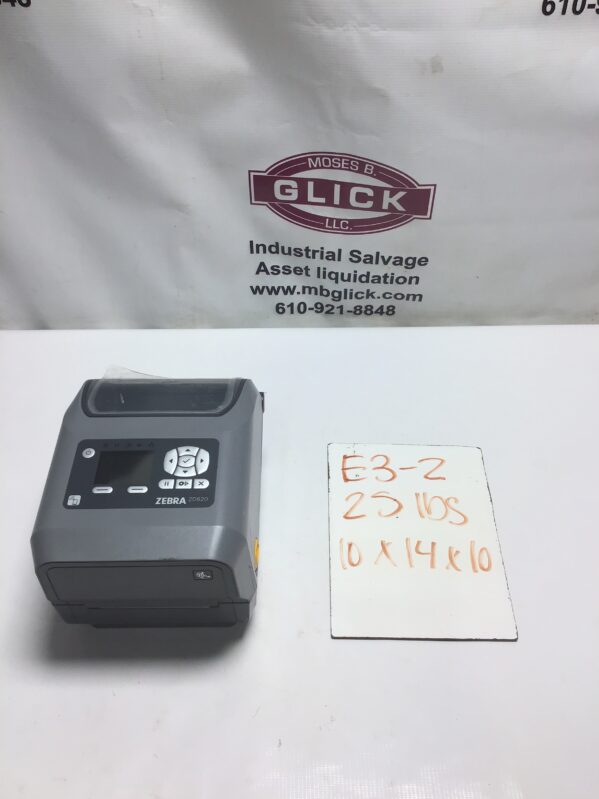 610-9
MOSES B.
GLICK
LLC.
Industrial Salvage
Asset liquidation
www.mbglick.com
610-921-8848
ZEBRA ZD620
E3-2
25 lbs
10 x 14 x 10